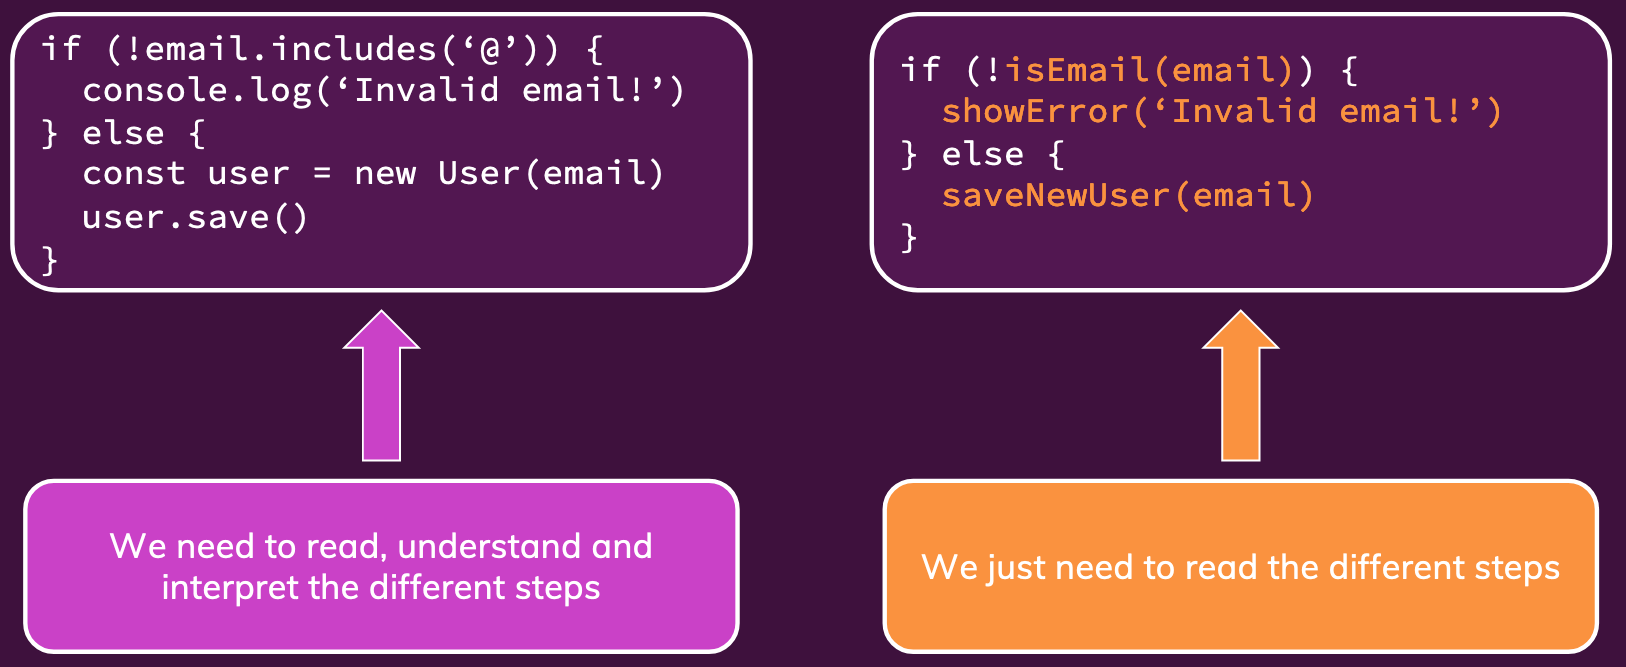 if (!email.includes(‘@’)) {
  console.log(‘Invalid email!’)
} else {
  const user = new User(email)
  user.save()
}
if (!isEmail(email)) {
  showError(‘Invalid email!’)
} else {
  saveNewUser(email)
}
We need to read, understand and
interpret the different steps
We just need to read the different steps